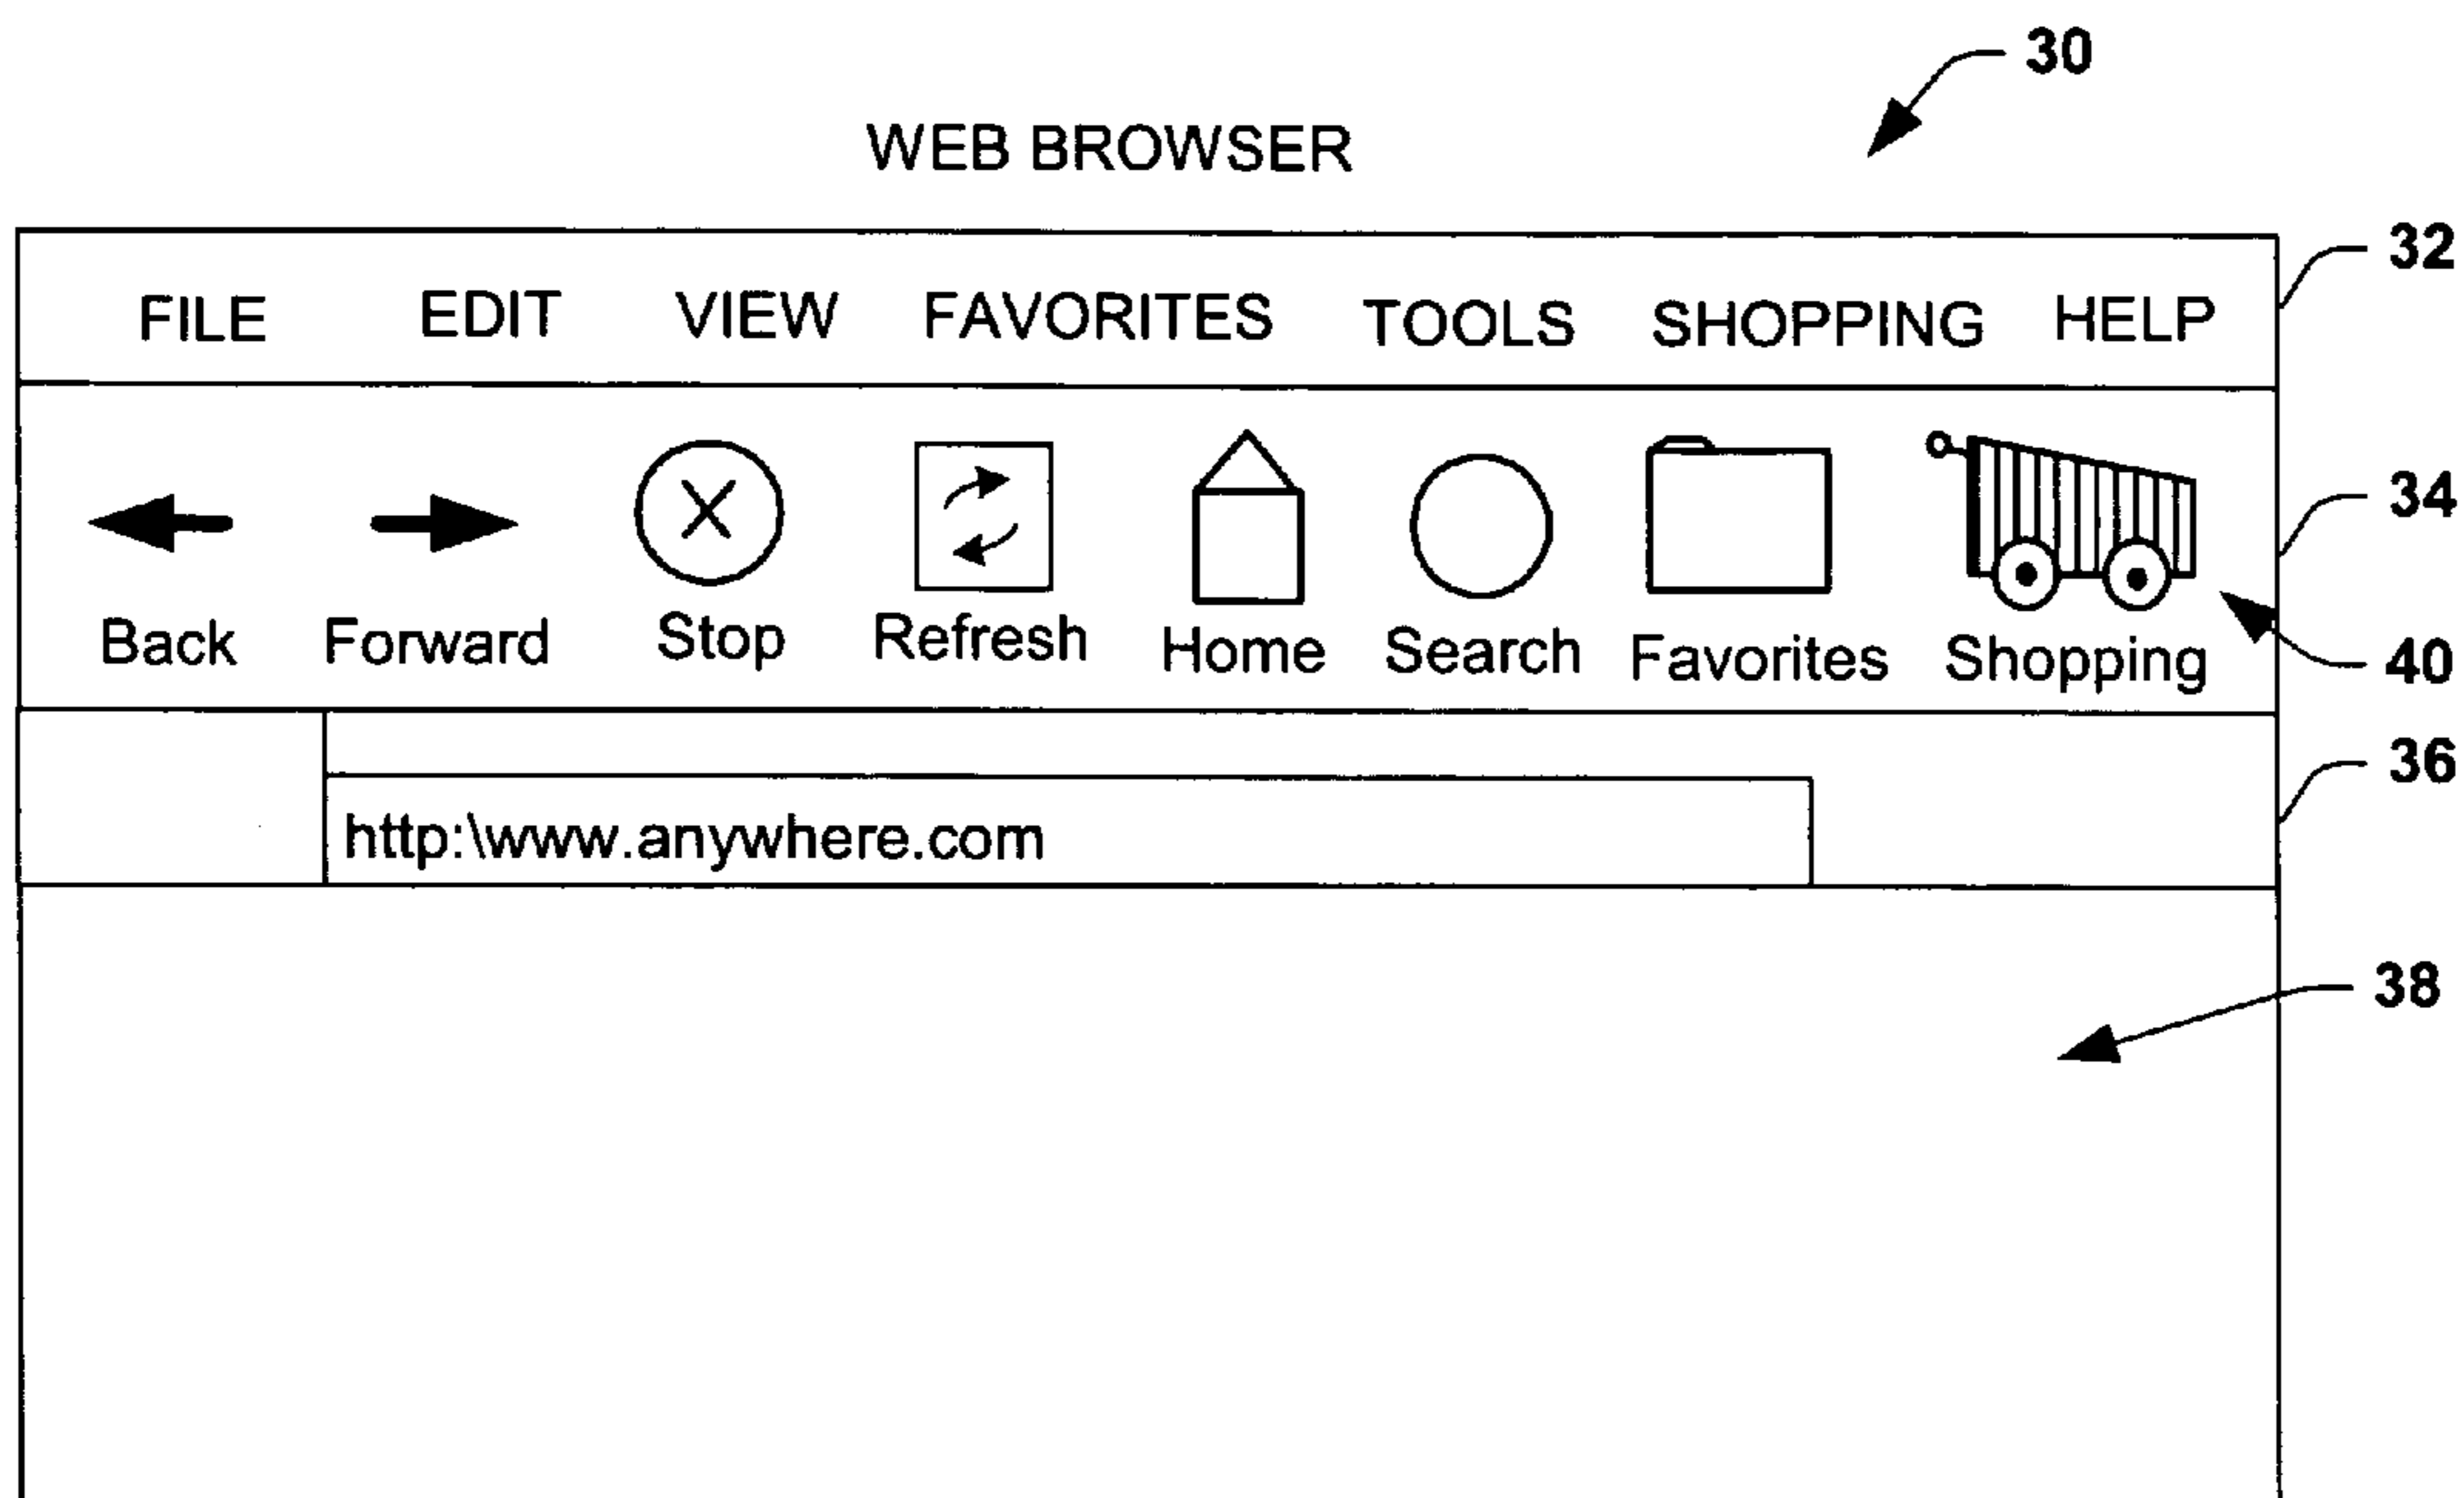 30
WEB BROWSER
32
FILE EDIT VIEW FAVORITES TOOLS SHOPPING HELP
34
Back Forward Stop Refresh Home Search Favorites Shopping
40
36
http:\www.anywhere.com
38